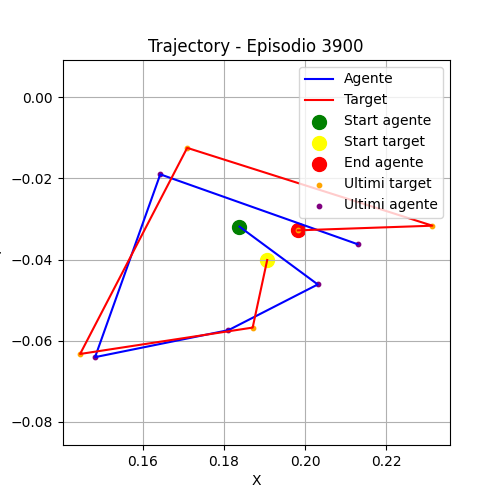 Trajectory - Episodio 3900
Agente
Target
Start agente
Start target
End agente
Ultimi target
Ultimi agente
0.00
−0.02
−0.04
−0.06
−0.08
0.16
0.18
0.20
0.22
X